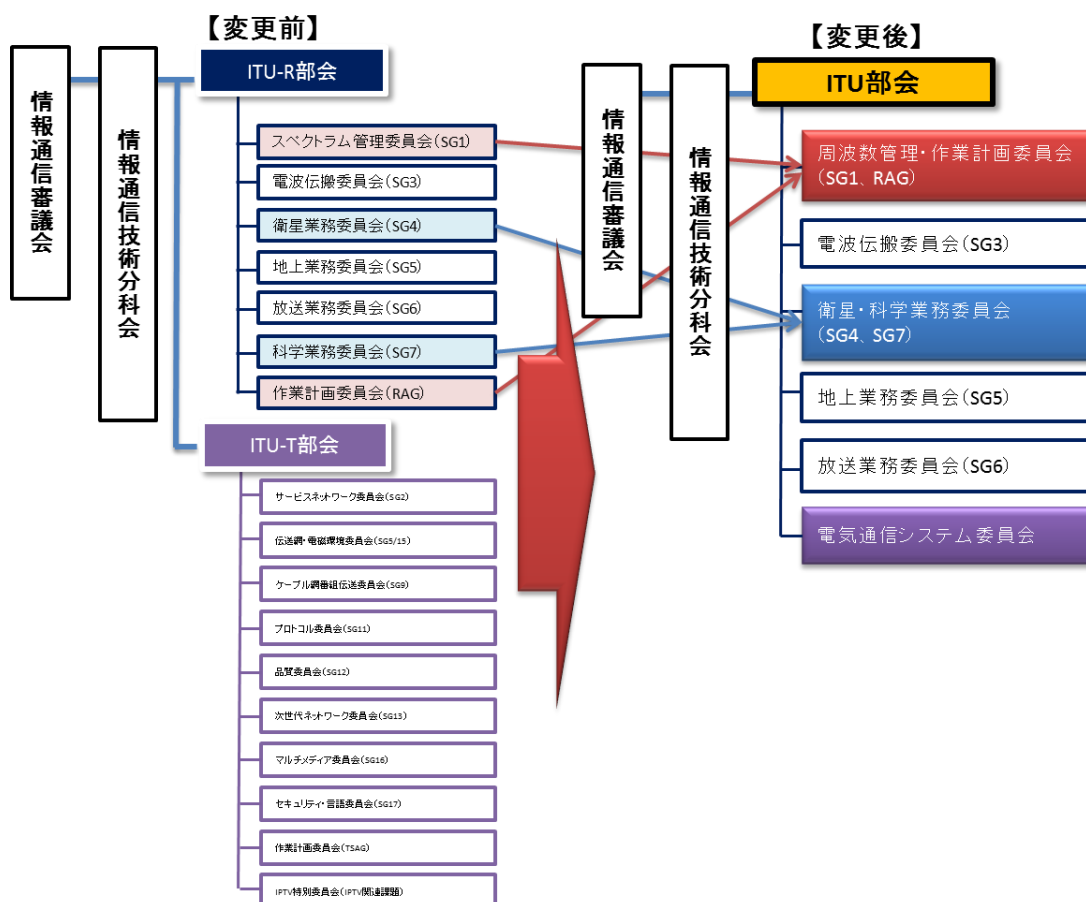 【変更前】
情報通信審議会
情報通信技術分科会
ITU-R部会
スペクトラム管理委員会(SG1)
電波伝搬委員会(SG3)
衛星業務委員会(SG4)
地上業務委員会(SG5)
放送業務委員会(SG6)
科学業務委員会(SG7)
作業計画委員会(RAG)
ITU-T部会
サービスネットワーク委員会(SG2)
伝送網・電磁環境委員会(SG5/15)
ケーブル網番組伝送委員会(SG9)
プロトコル委員会(SG11)
品質委員会(SG12)
次世代ネットワーク委員会(SG13)
マルチメディア委員会(SG16)
セキュリティ・言語委員会(SG17)
作業計画委員会(TSAG)
IPTV特別委員会(IPTV関連課題)
【変更後】
情報通信審議会
情報通信技術分科会
ITU部会
周波数管理・作業計画委員会
(SG1、RAG)
電波伝搬委員会(SG3)
衛星・科学業務委員会
(SG4、SG7)
地上業務委員会(SG5)
放送業務委員会(SG6)
電気通信システム委員会